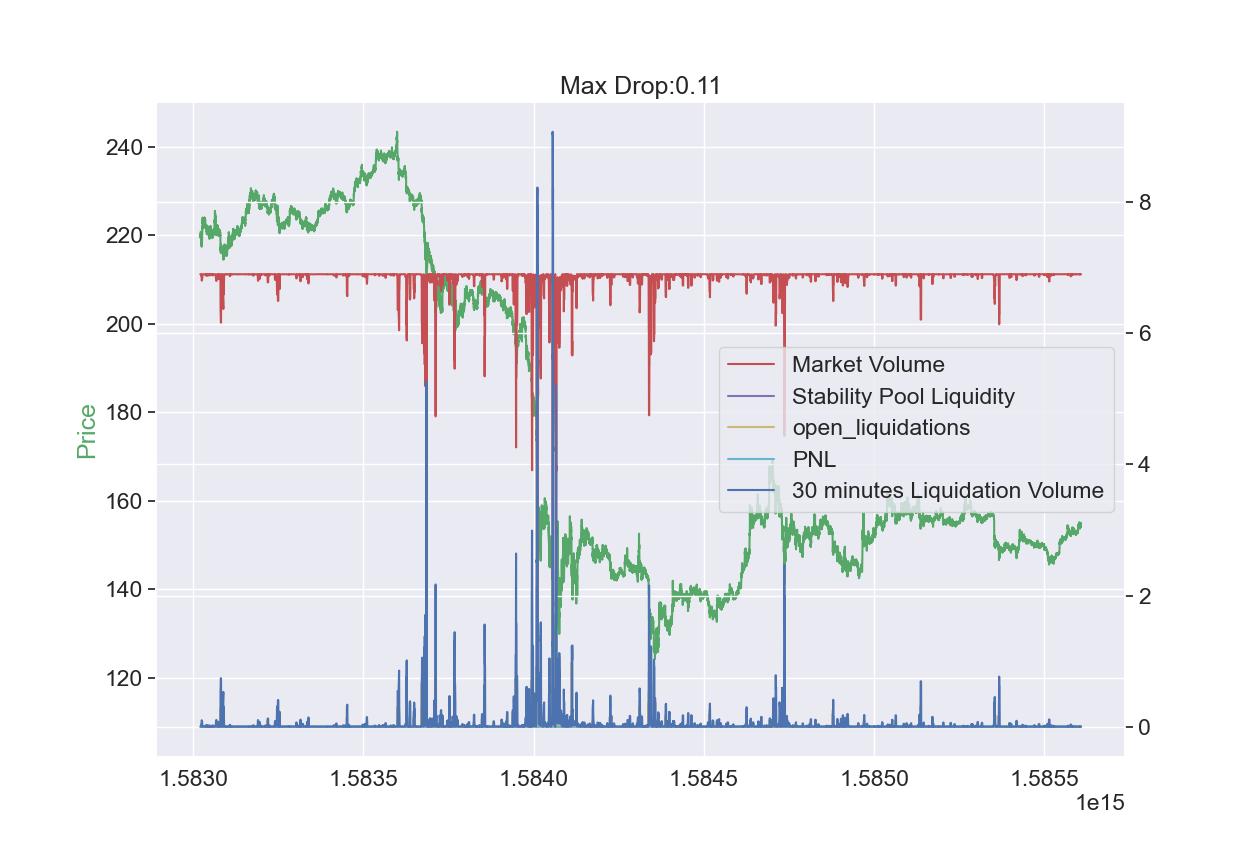 Max Drop:0.11
240
220
200
180
160
140
120
Price
8
6
4
2
0
Market Volume
Stability Pool Liquidity
open_liquidations
PNL
30 minutes Liquidation Volume
1.5830 1.5835 1.5840 1.5845 1.5850 1.5855
1e15